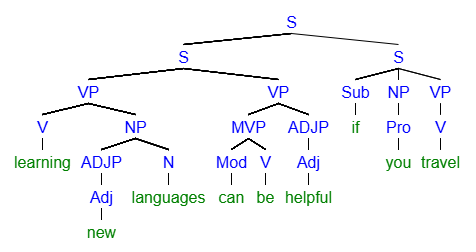 S
S S
VP VP Sub NP VP
V NP MVP ADJP if Pro V
learning ADJP N Mod V Adj you travel
Adj languages can be helpful
new